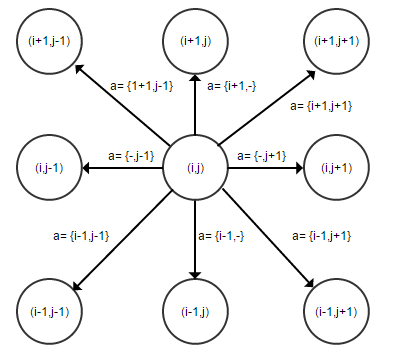 (i+1,j-1)
(i+1,j)
(i+1,j+1)
a= {1+1,j-1}
a= {i+1,-}
a= {i+1,j+1}
(i,j-1)
a= {-,j-1}
(i,j)
a= {-,j+1}
(i,j+1)
a= {i-1,j-1}
a= {i-1,-}
a= {i-1,j+1}
(i-1,j-1)
(i-1,j)
(i-1,j+1)